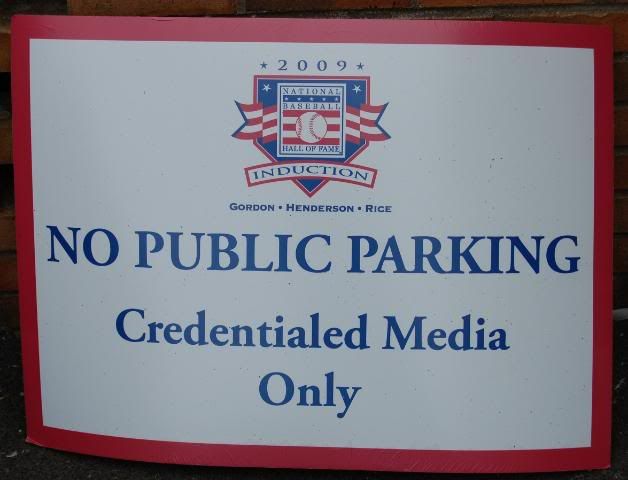 2009
NATIONAL
BASEBALL
HALL OF FAME
INDUCTION
GORDON • HENDERSON • RICE
NO PUBLIC PARKING
Credentialed Media
Only